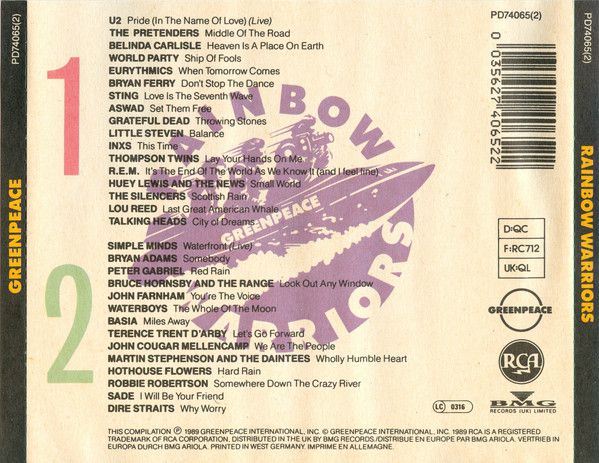 PD74065(2)
GREENPEACE
1
U2 Pride (In The Name Of Love) (Live)
THE PRETENDERS Middle Of The Road
BELINDA CARLISLE Heaven Is A Place On Earth
WORLD PARTY Ship Of Fools
EURYTHMICS When Tomorrow Comes
BRYAN FERRY Don't Stop The Dance
STING Love Is The Seventh Wave
ASWAD Set Them Free
GRATEFUL DEAD Throwing Stones
LITTLE STEVEN Balance
INXS This Time
THOMPSON TWINS Lay Your Hands On Me
R.E.M. It's The End Of The World As We Know It (and I feel fine)
HUEY LEWIS AND THE NEWS Small World
THE SILENCERS Scottish Rain
LOU REED Last Great American Whale
TALKING HEADS City of Dreams
2
SIMPLE MINDS Waterfront (Live)
BRYAN ADAMS Somebody
PETER GABRIEL Red Rain
BRUCE HORNSBY AND THE RANGE Look Out Any Window
JOHN FARNHAM You're The Voice
WATERBOYS The Whole Of The Moon
BASIA Miles Away
TERENCE TRENT D'ARBY Let's Go Forward
JOHN COUGAR MELLENCAMP We Are The People
MARTIN STEPHENSON AND THE DAINTEES Wholly Humble Heart
HOTHOUSE FLOWERS Hard Rain
ROBBIE ROBERTSON Somewhere Down The Crazy River
SADE I Will Be Your Friend
DIRE STRAITS Why Worry
RAINBOW
GREENPEACE
WARRIORS
PD74065(2)
0 035627 406522
D:QC
F:RC712
UK:QL
GREENPEACE
RCA
LC 0316
BMG
RECORDS (UK) LIMITED
THIS COMPILATION ℗ 1989 GREENPEACE INTERNATIONAL, INC. © GREENPEACE INTERNATIONAL, INC. 1989 RCA IS A REGISTERED
TRADEMARK OF RCA CORPORATION, DISTRIBUTED IN THE UK BY BMG RECORDS/DISTRIBUE EN EUROPE PAR BMG ARIOLA. VERTRIEB IN
EUROPA DURCH BMG ARIOLA. PRINTED IN WEST GERMANY. IMPRIME EN ALLEMAGNE.
PD74065(2)
RAINBOW WARRIORS